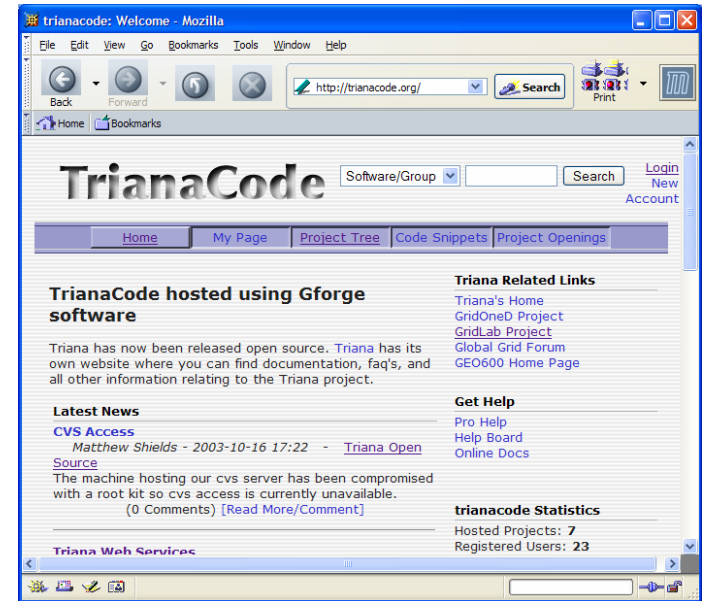 trianacode: Welcome - Mozilla
File Edit View Go Bookmarks Tools Window Help
Back Forward http://trianacode.org/ Search Print
Home Bookmarks
TrianaCode Software/Group Search Login
New
Account
Home My Page Project Tree Code Snippets Project Openings
TrianaCode hosted using Gforge
software
Triana has now been released open source. Triana has its
own website where you can find documentation, faq's, and
all other information relating to the Triana project.
Latest News
CVS Access
Matthew Shields - 2003-10-16 17:22 - Triana Open
Source
The machine hosting our cvs server has been compromised
with a root kit so cvs access is currently unavailable.
(0 Comments) [Read More/Comment]
Triana Web Services
Triana Related Links
Triana's Home
GridOneD Project
GridLab Project
Global Grid Forum
GEO600 Home Page
Get Help
Pro Help
Help Board
Online Docs
trianacode Statistics
Hosted Projects: 7
Registered Users: 23